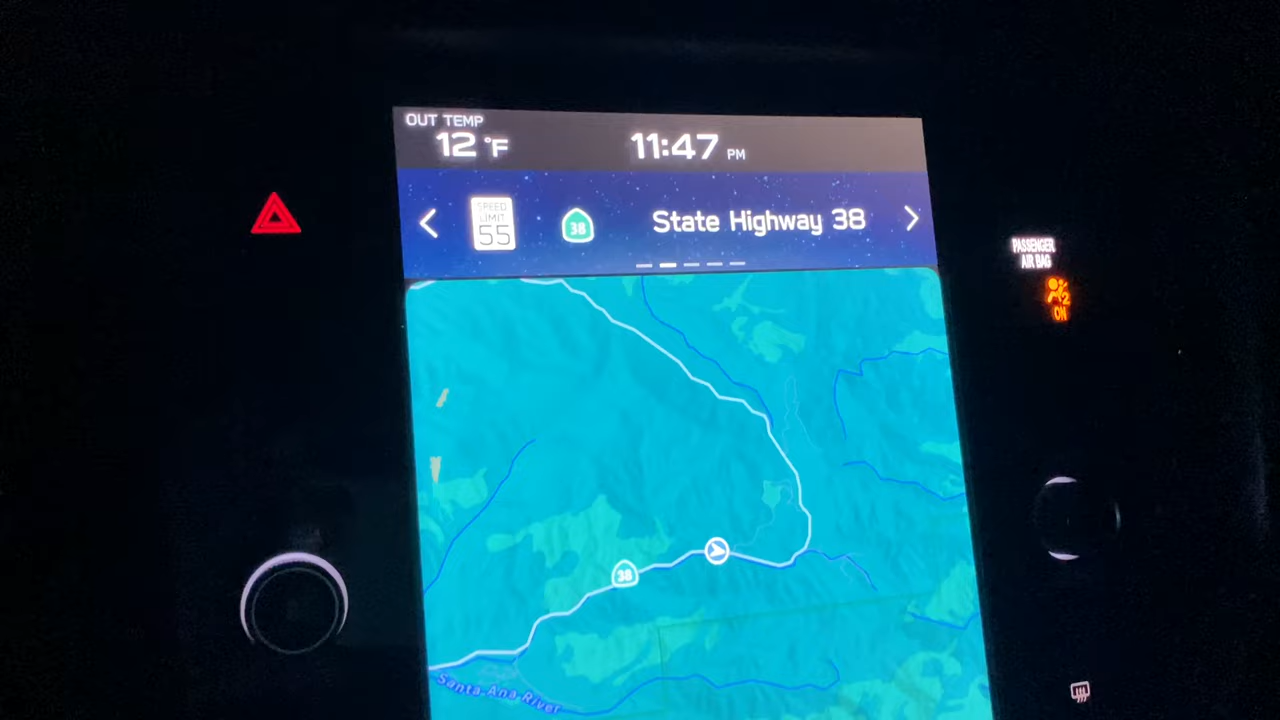 OUT TEMP
12 °F
11:47 PM
SPEED
LIMIT
55
38
State Highway 38
PASSENGER
AIR BAG
2
ON
38
Santa Ana River